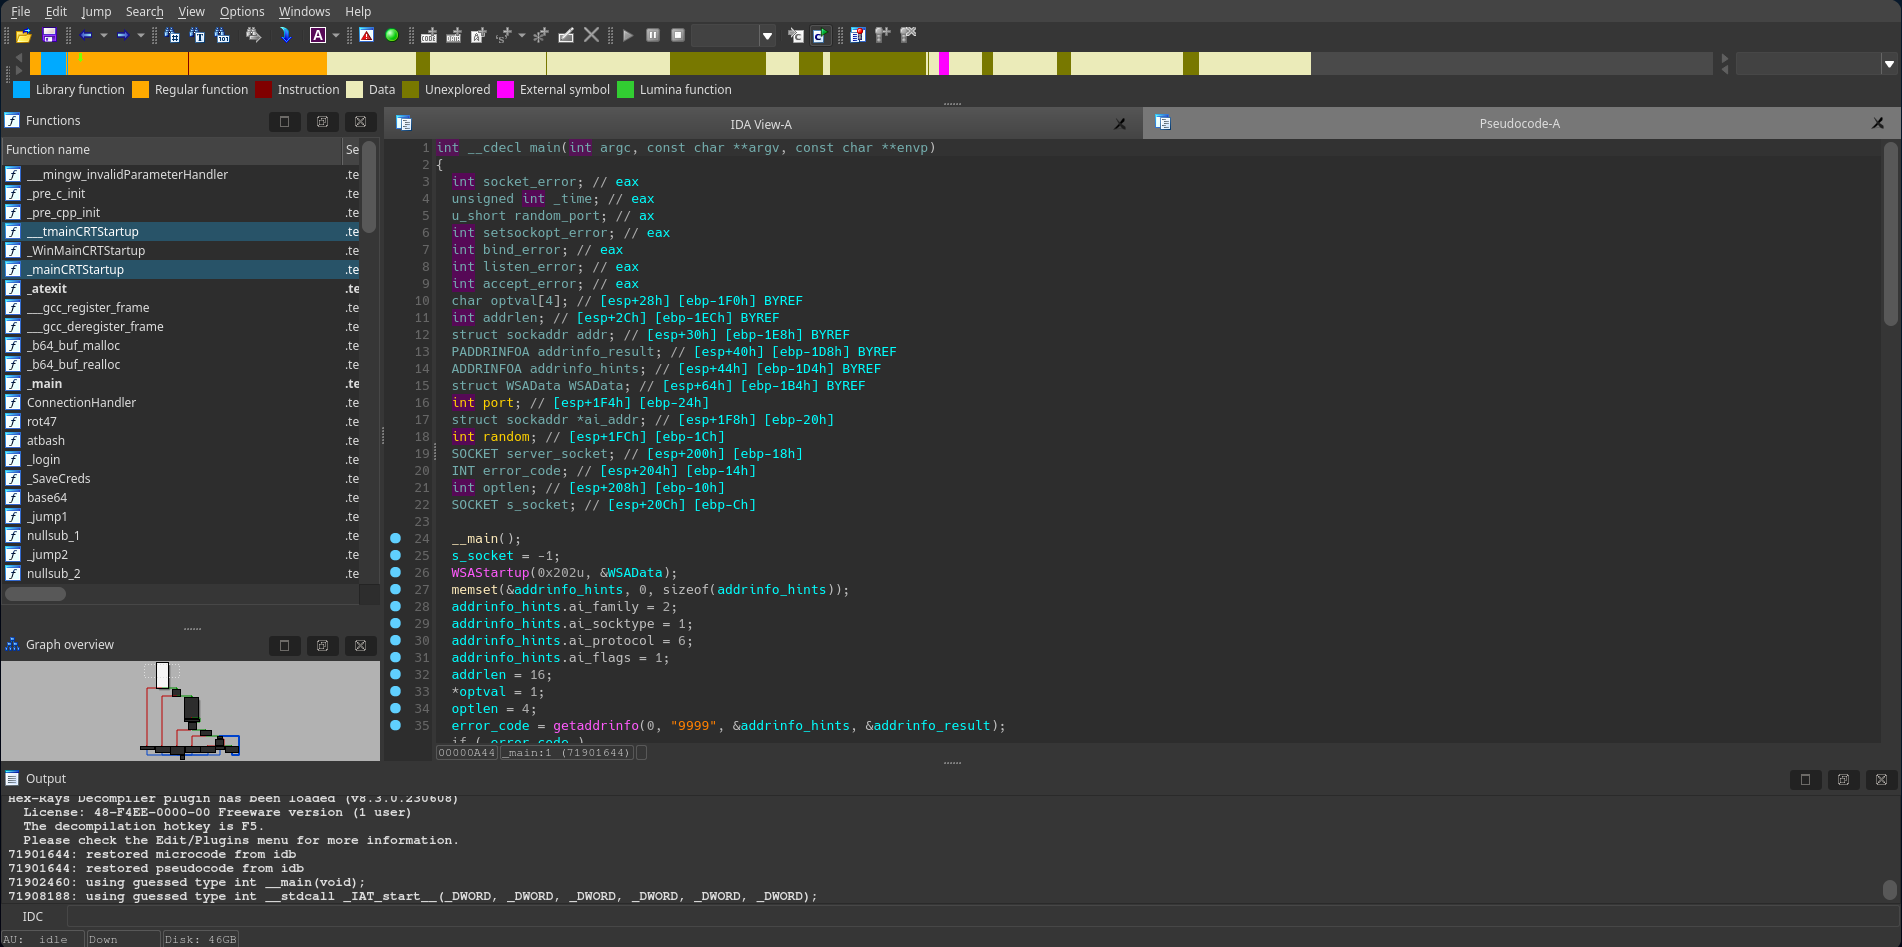 File Edit Jump Search View Options Windows Help
Library function Regular function Instruction Data Unexplored External symbol Lumina function
Functions
Function name Se
___mingw_invalidParameterHandler .te
_pre_c_init .te
_pre_cpp_init .te
___tmainCRTStartup .te
_WinMainCRTStartup .te
_mainCRTStartup .te
_atexit .te
___gcc_register_frame .te
___gcc_deregister_frame .te
_b64_buf_malloc .te
_b64_buf_realloc .te
_main .te
ConnectionHandler .te
rot47 .te
atbash .te
_login .te
_SaveCreds .te
base64 .te
_jump1 .te
nullsub_1 .te
_jump2 .te
nullsub_2 .te
Graph overview
IDA View-A
Pseudocode-A
1 int __cdecl main(int argc, const char **argv, const char **envp)
2 {
3 int socket_error; // eax
4 unsigned int _time; // eax
5 u_short random_port; // ax
6 int setsockopt_error; // eax
7 int bind_error; // eax
8 int listen_error; // eax
9 int accept_error; // eax
10 char optval[4]; // [esp+28h] [ebp-1F0h] BYREF
11 int addrlen; // [esp+2Ch] [ebp-1ECh] BYREF
12 struct sockaddr addr; // [esp+30h] [ebp-1E8h] BYREF
13 PADDRINFOA addrinfo_result; // [esp+40h] [ebp-1D8h] BYREF
14 ADDRINFOA addrinfo_hints; // [esp+44h] [ebp-1D4h] BYREF
15 struct WSAData WSAData; // [esp+64h] [ebp-1B4h] BYREF
16 int port; // [esp+1F4h] [ebp-24h]
17 struct sockaddr *ai_addr; // [esp+1F8h] [ebp-20h]
18 int random; // [esp+1FCh] [ebp-1Ch]
19 SOCKET server_socket; // [esp+200h] [ebp-18h]
20 INT error_code; // [esp+204h] [ebp-14h]
21 int optlen; // [esp+208h] [ebp-10h]
22 SOCKET s_socket; // [esp+20Ch] [ebp-Ch]
23
24 __main();
25 s_socket = -1;
26 WSAStartup(0x202u, &WSAData);
27 memset(&addrinfo_hints, 0, sizeof(addrinfo_hints));
28 addrinfo_hints.ai_family = 2;
29 addrinfo_hints.ai_socktype = 1;
30 addrinfo_hints.ai_protocol = 6;
31 addrinfo_hints.ai_flags = 1;
32 addrlen = 16;
33 *optval = 1;
34 optlen = 4;
35 error_code = getaddrinfo(0, "9999", &addrinfo_hints, &addrinfo_result);
if ( error_code )
00000A44 _main:1 (71901644)
Output
Hex-Rays Decompiler plugin has been loaded (v8.3.0.230608)
License: 48-F4EE-0000-00 Freeware version (1 user)
The decompilation hotkey is F5.
Please check the Edit/Plugins menu for more information.
71901644: restored microcode from idb
71901644: restored pseudocode from idb
71902460: using guessed type int __main(void);
71908188: using guessed type int __stdcall _IAT_start__(_DWORD, _DWORD, _DWORD, _DWORD, _DWORD, _DWORD);
IDC
AU: idle Down Disk: 46GB